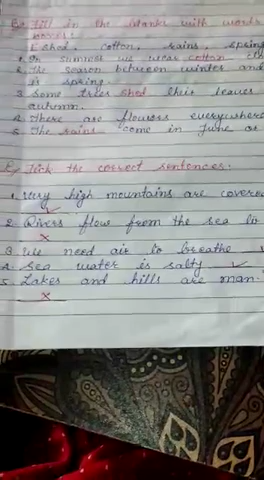 B. Fill in the blanks with words
boxes:
[Shed, cotton, rains, spring
1. In summer we wear cotton clo
2. The season between winter and
is spring.
3. Some trees shed their leaves
autumn.
4. There are flowers everywhere
5. The rains come in June or
E. Tick the correct sentences.
1. Very high mountains are covered
✓
2. Rivers flow from the sea to
✗
3. We need air to breathe ✓
4. Sea water is salty ✓
5. Lakes and hills are man-
✗